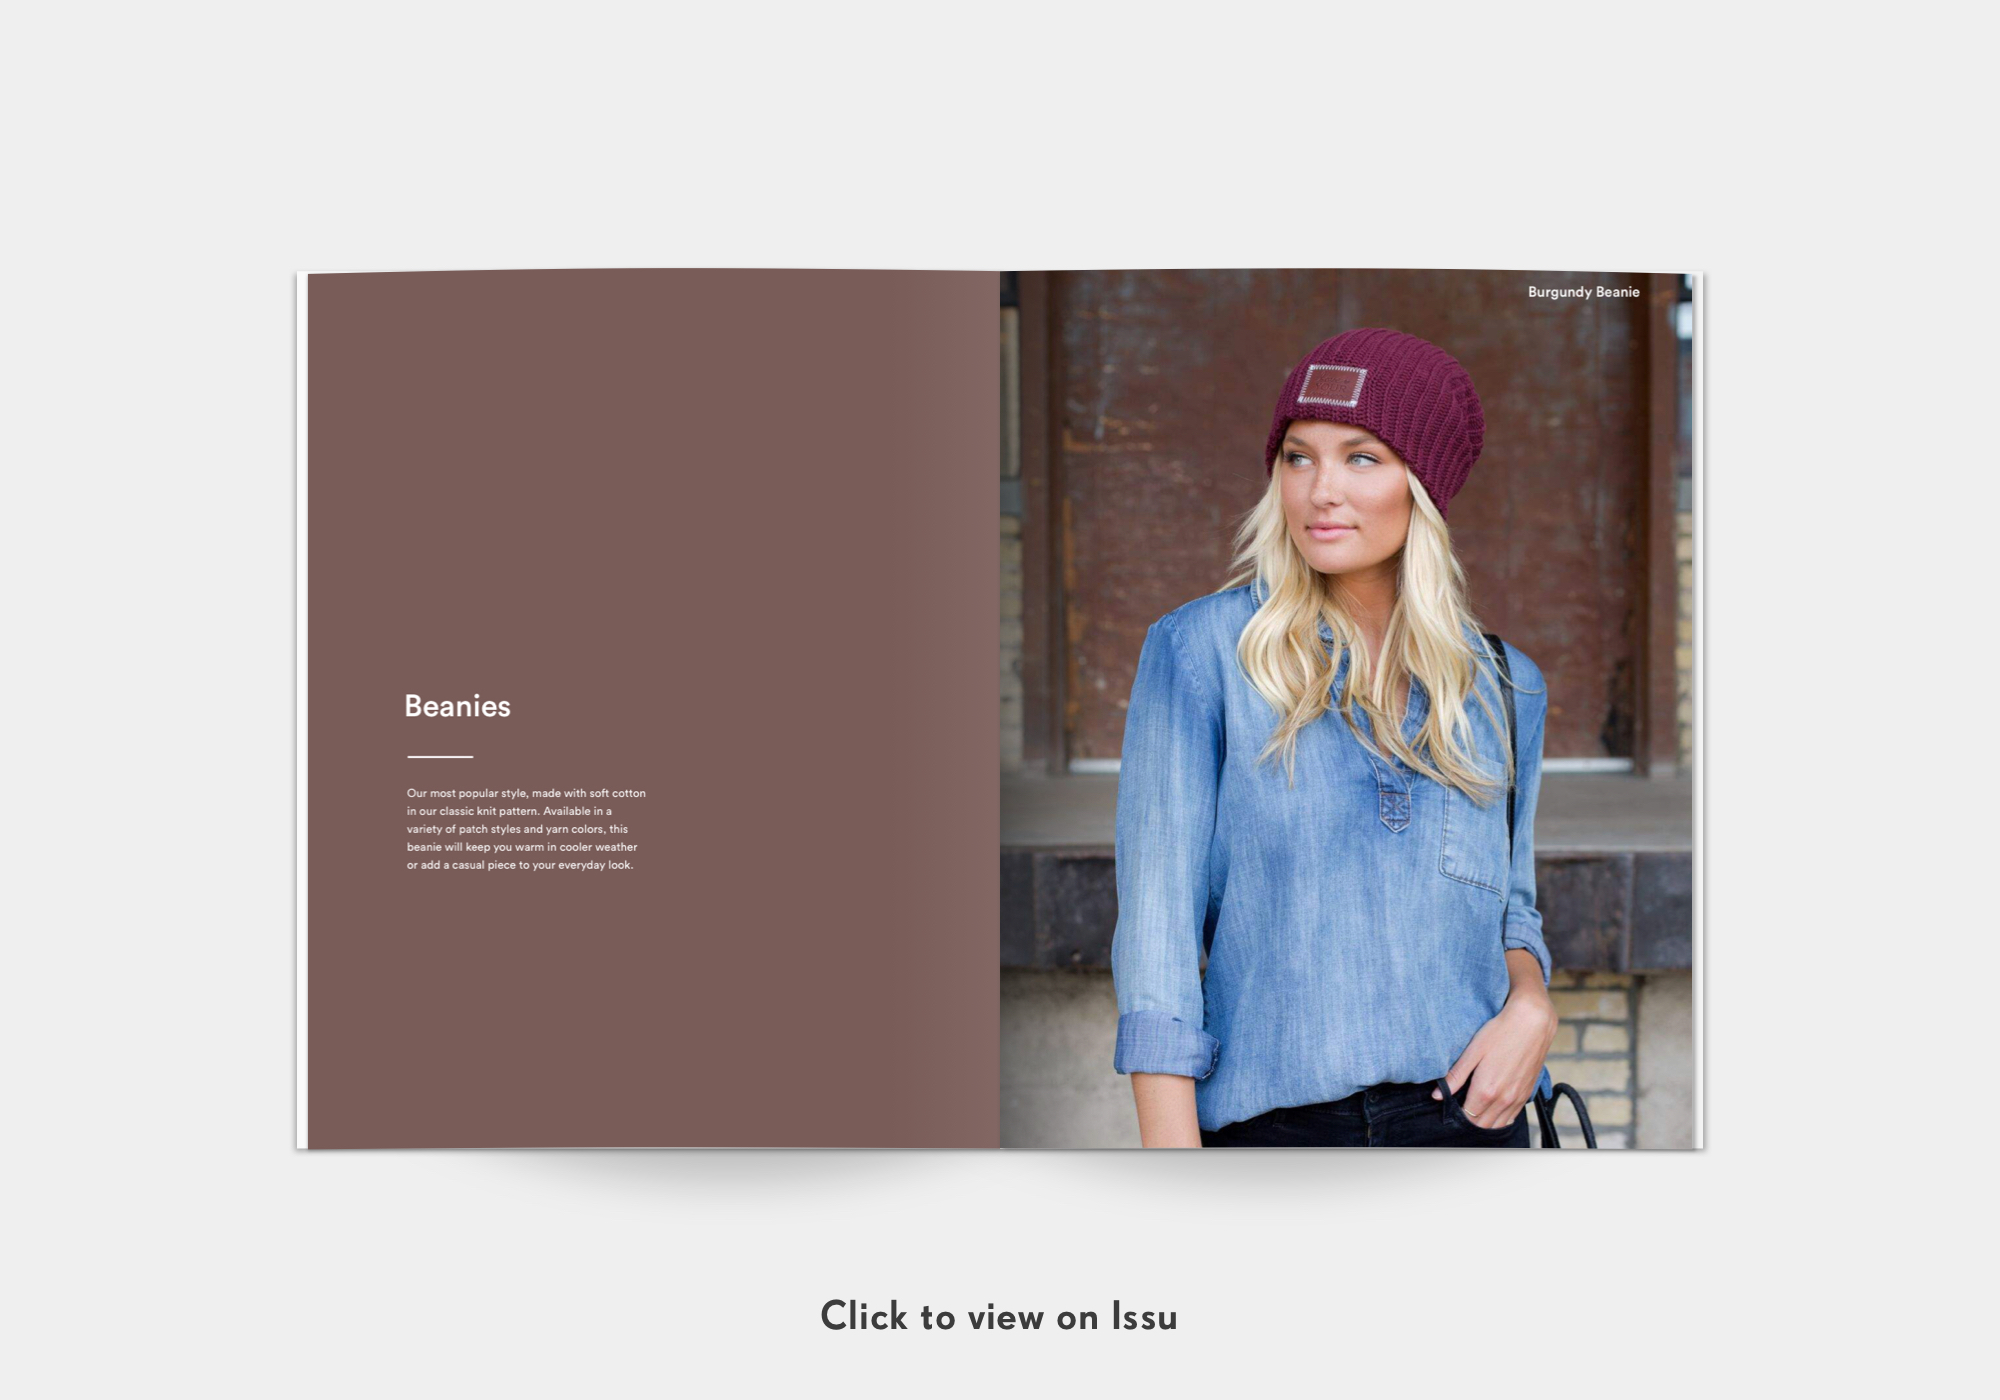 Burgundy Beanie
Beanies
Our most popular style, made with soft cotton
in our classic knit pattern. Available in a
variety of patch styles and yarn colors, this
beanie will keep you warm in cooler weather
or add a casual piece to your everyday look.
Click to view on Issu